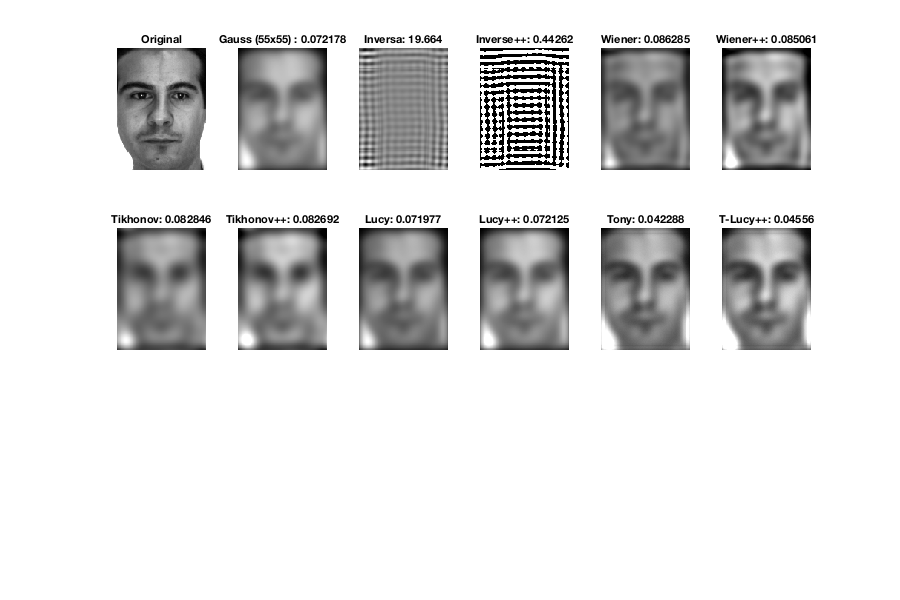 Original
Gauss (55x55) : 0.072178
Inversa: 19.664
Inverse++: 0.44262
Wiener: 0.086285
Wiener++: 0.085061
Tikhonov: 0.082846
Tikhonov++: 0.082692
Lucy: 0.071977
Lucy++: 0.072125
Tony: 0.042288
T-Lucy++: 0.04556